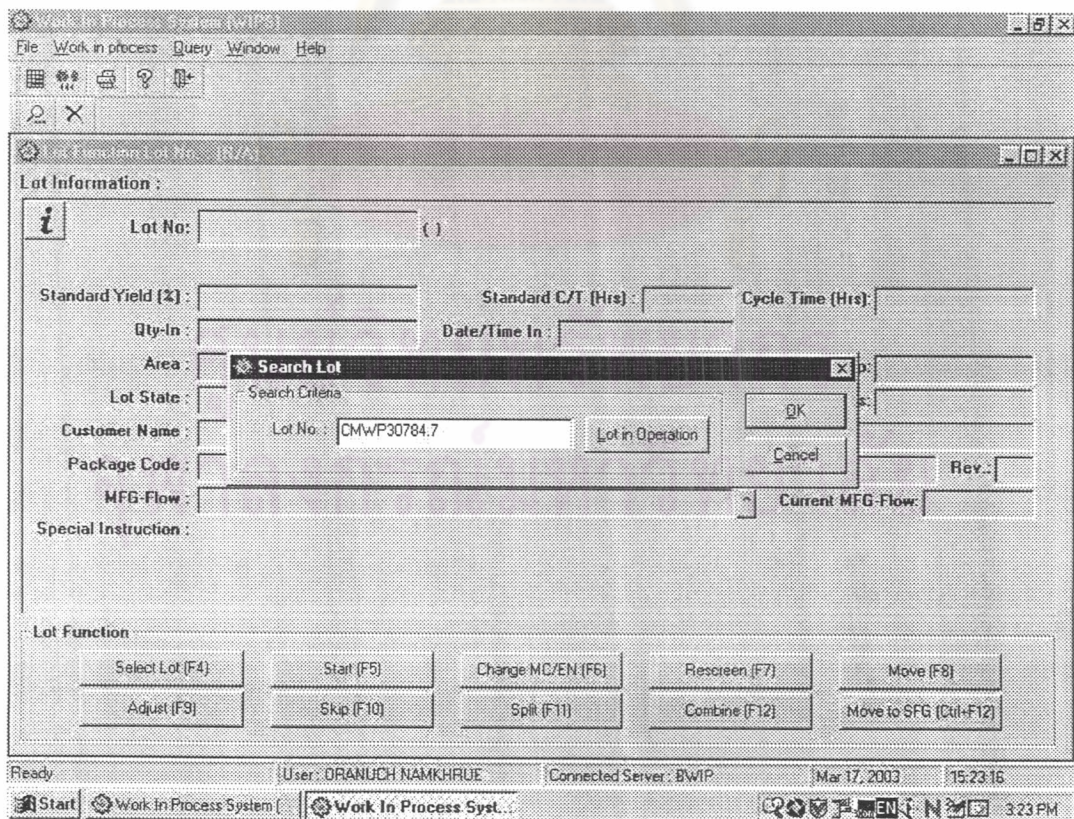 Work In Process System (WIPS)
File Work in process Query Window Help
Lot Function Lot No. : (N/A)
Lot Information :
i Lot No: ( )
Standard Yield (%) : Standard C/T (Hrs) : Cycle Time (Hrs):
Qty-In : Date/Time In :
Area :
Search Lot
Lot State :
Search Criteria
OK
Lot No. : CMWP30784.7 Lot in Operation
Customer Name :
Cancel
Package Code : Rev.:
MFG-Flow : Current MFG-Flow:
Special Instruction :
Lot Function
Select Lot (F4) Start (F5) Change MC/EN (F6) Rescreen (F7) Move (F8)
Adjust (F9) Skip (F10) Split (F11) Combine (F12) Move to SFG (Ctrl+F12)
Ready User : ORANUCH NAMKHRUE Connected Server : BWIP Mar 17, 2003 15:23:16
Start Work In Process System ( Work In Process Syst... EN N 3:23 PM